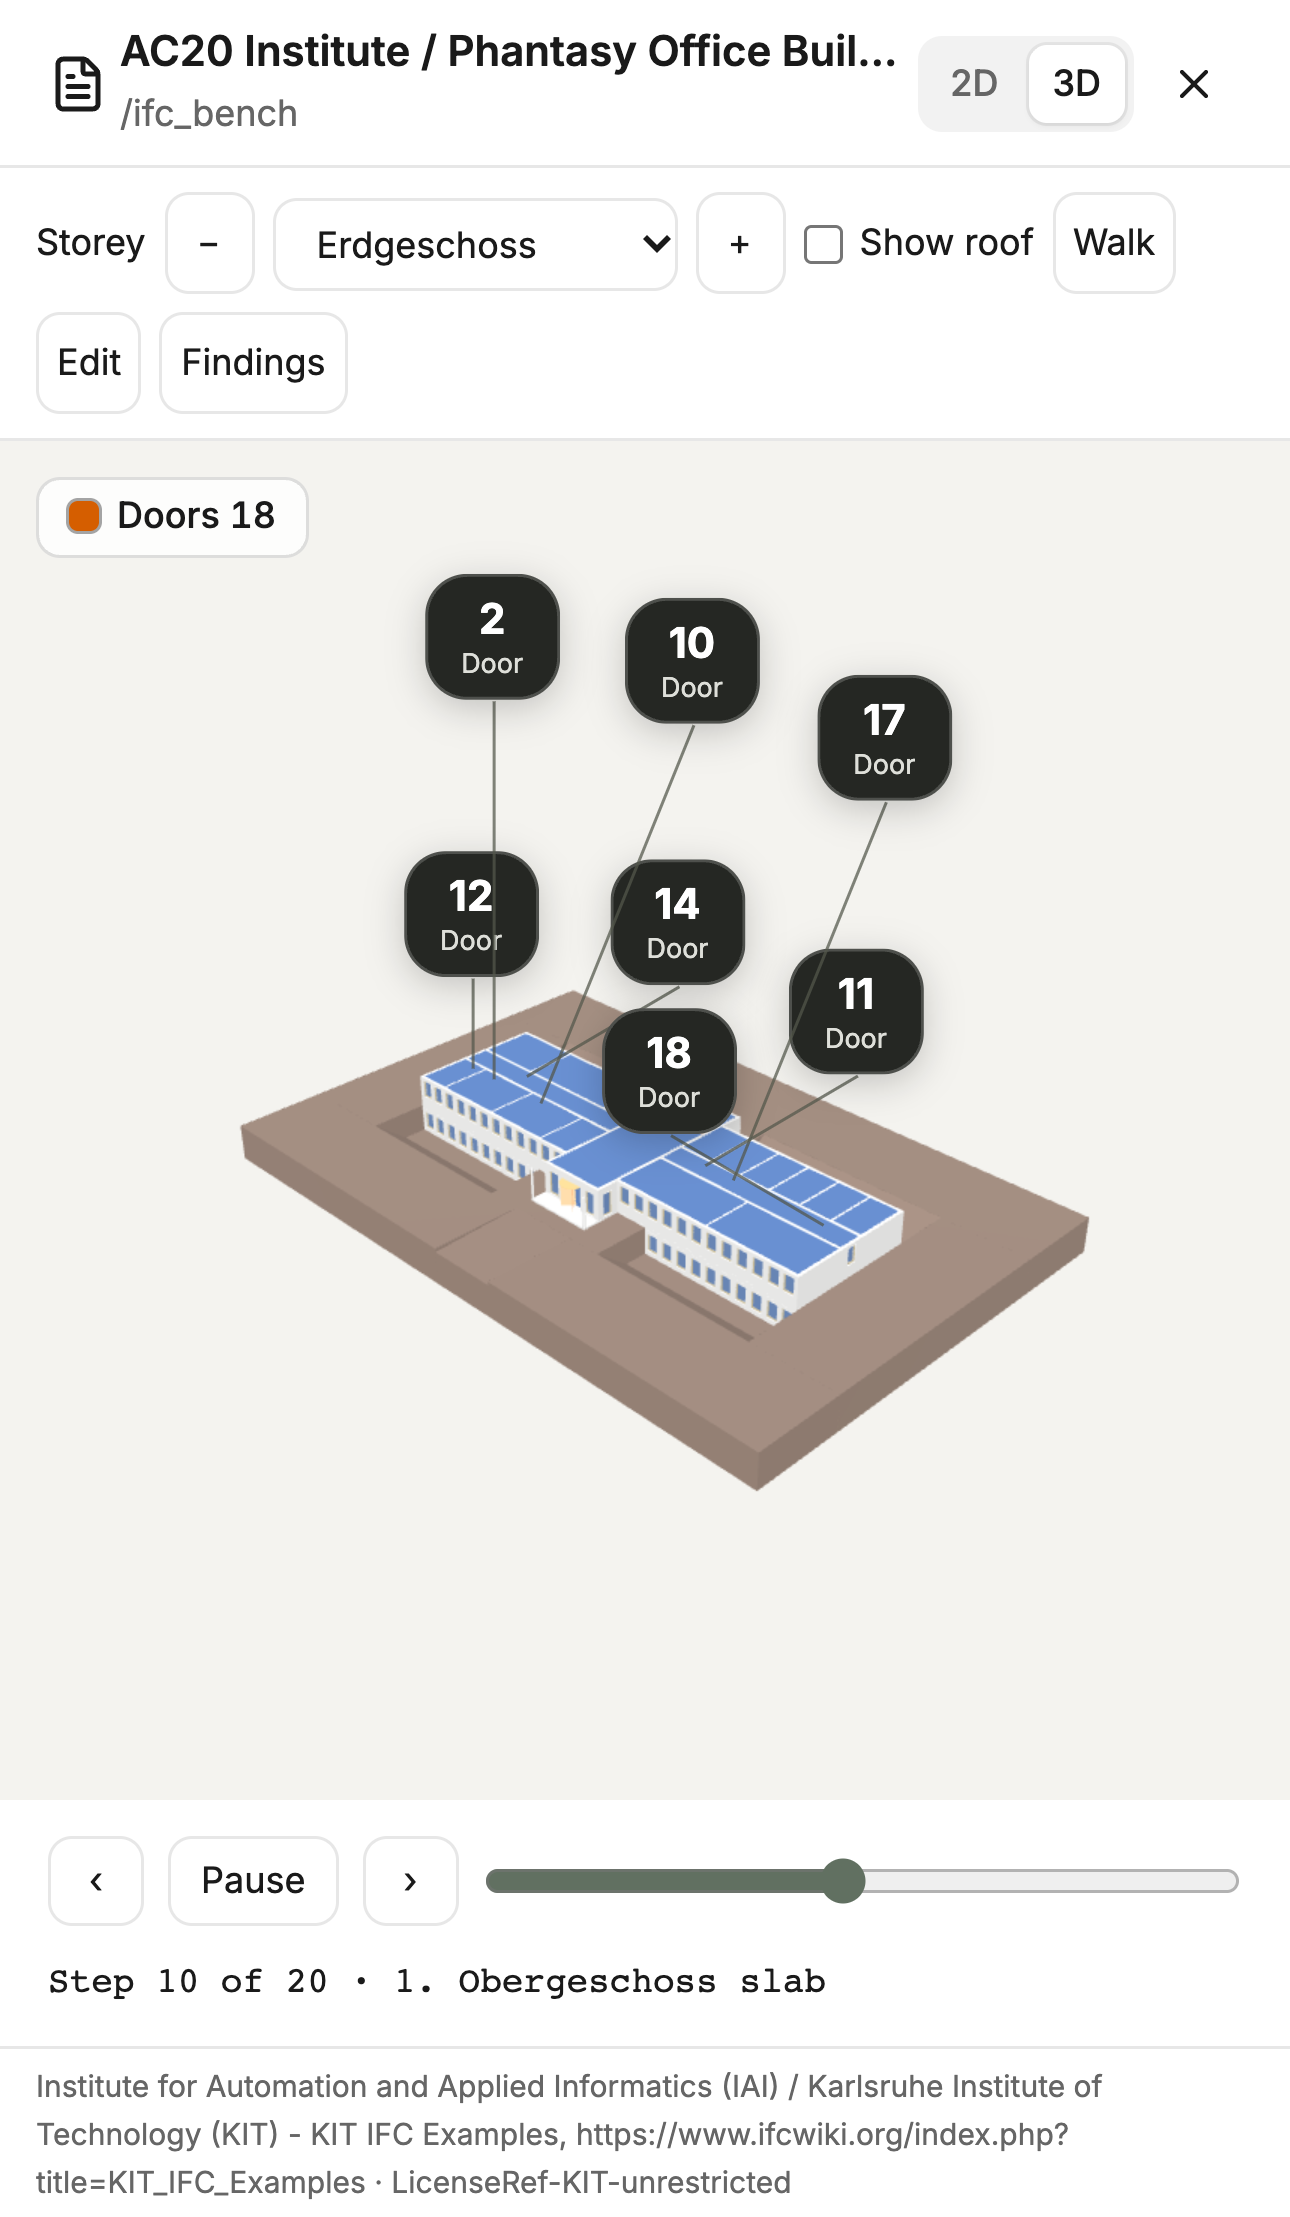 AC20 Institute / Phantasy Office Buil...
/ifc_bench
2D
3D
Storey
–
Erdgeschoss
+
Show roof
Walk
Edit
Findings
Doors 18
2
Door
10
Door
17
Door
12
Door
14
Door
11
Door
18
Door
‹
Pause
›
Step 10 of 20 · 1. Obergeschoss slab
Institute for Automation and Applied Informatics (IAI) / Karlsruhe Institute of
Technology (KIT) - KIT IFC Examples, https://www.ifcwiki.org/index.php?
title=KIT_IFC_Examples · LicenseRef-KIT-unrestricted